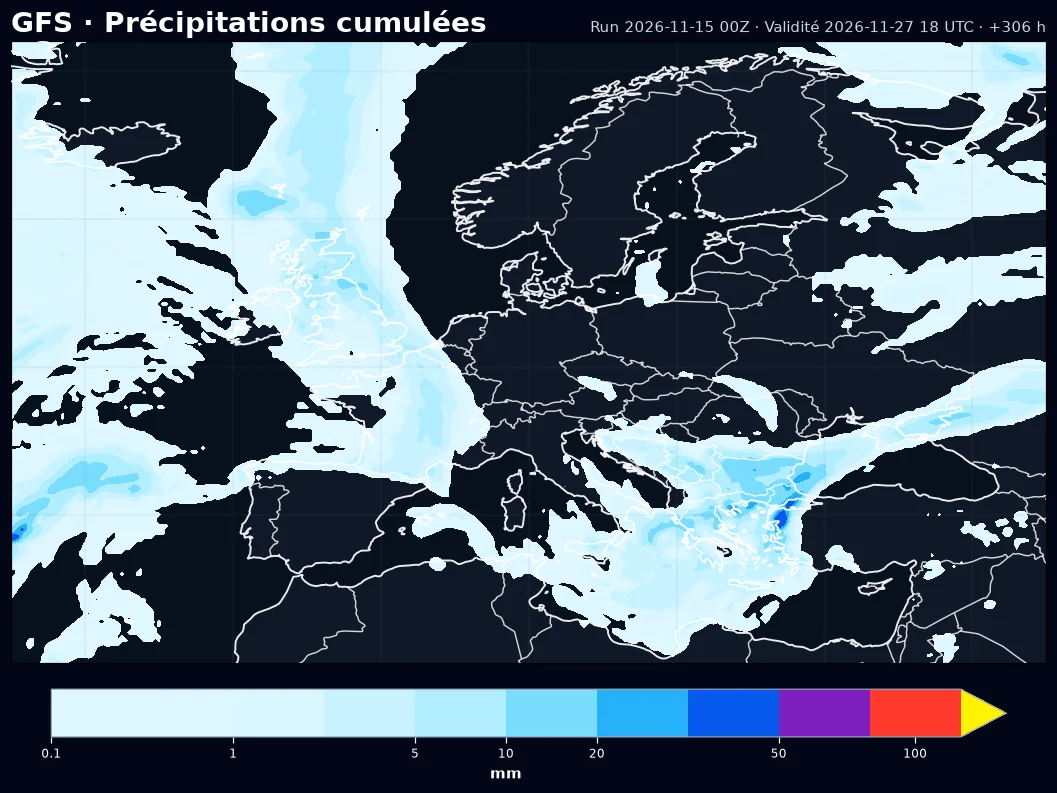 GFS · Précipitations cumulées
Run 2026-11-15 00Z · Validité 2026-11-27 18 UTC · +306 h
0.1 1 5 10 20 50 100
mm